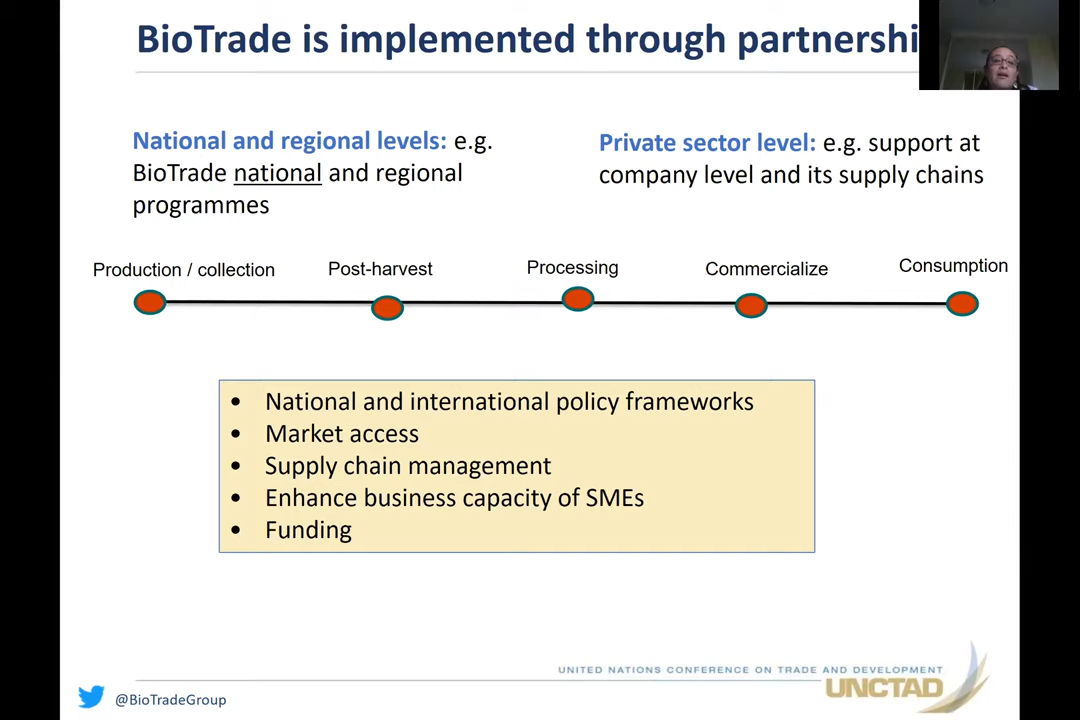 BioTrade is implemented through partnershi
National and regional levels: e.g.
BioTrade national and regional
programmes
Private sector level: e.g. support at
company level and its supply chains
Production / collection
Post-harvest
Processing
Commercialize
Consumption
• National and international policy frameworks
• Market access
• Supply chain management
• Enhance business capacity of SMEs
• Funding
UNITED NATIONS CONFERENCE ON TRADE AND DEVELOPMENT
UNCTAD
@BioTradeGroup